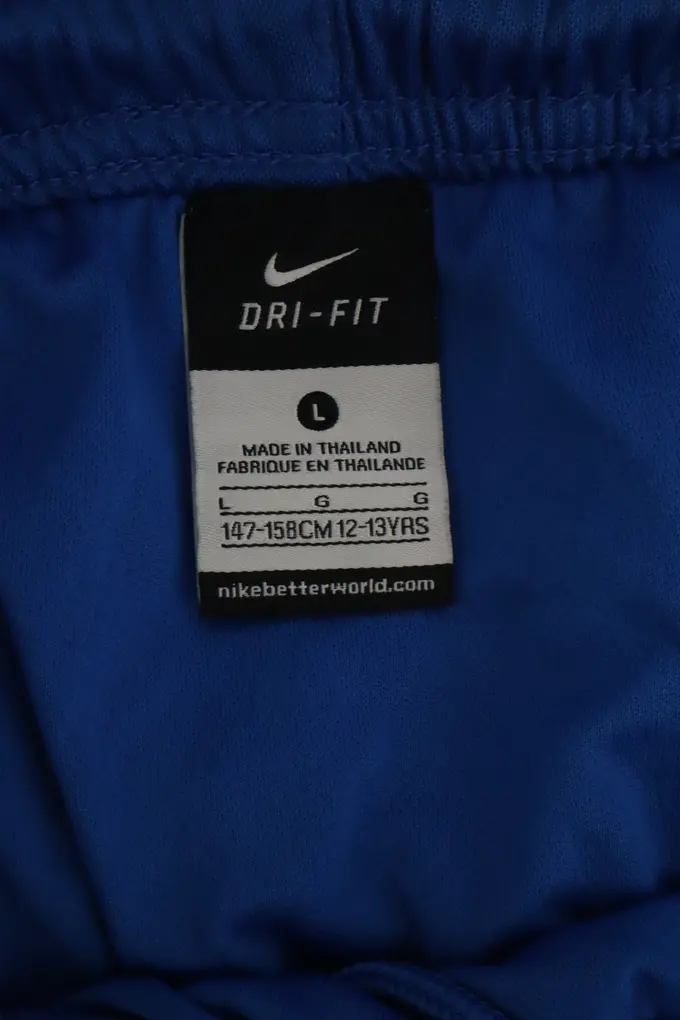 DRI-FIT
L
MADE IN THAILAND
FABRIQUE EN THAILANDE
L G G
147-158CM 12-13YRS
nikebetterworld.com